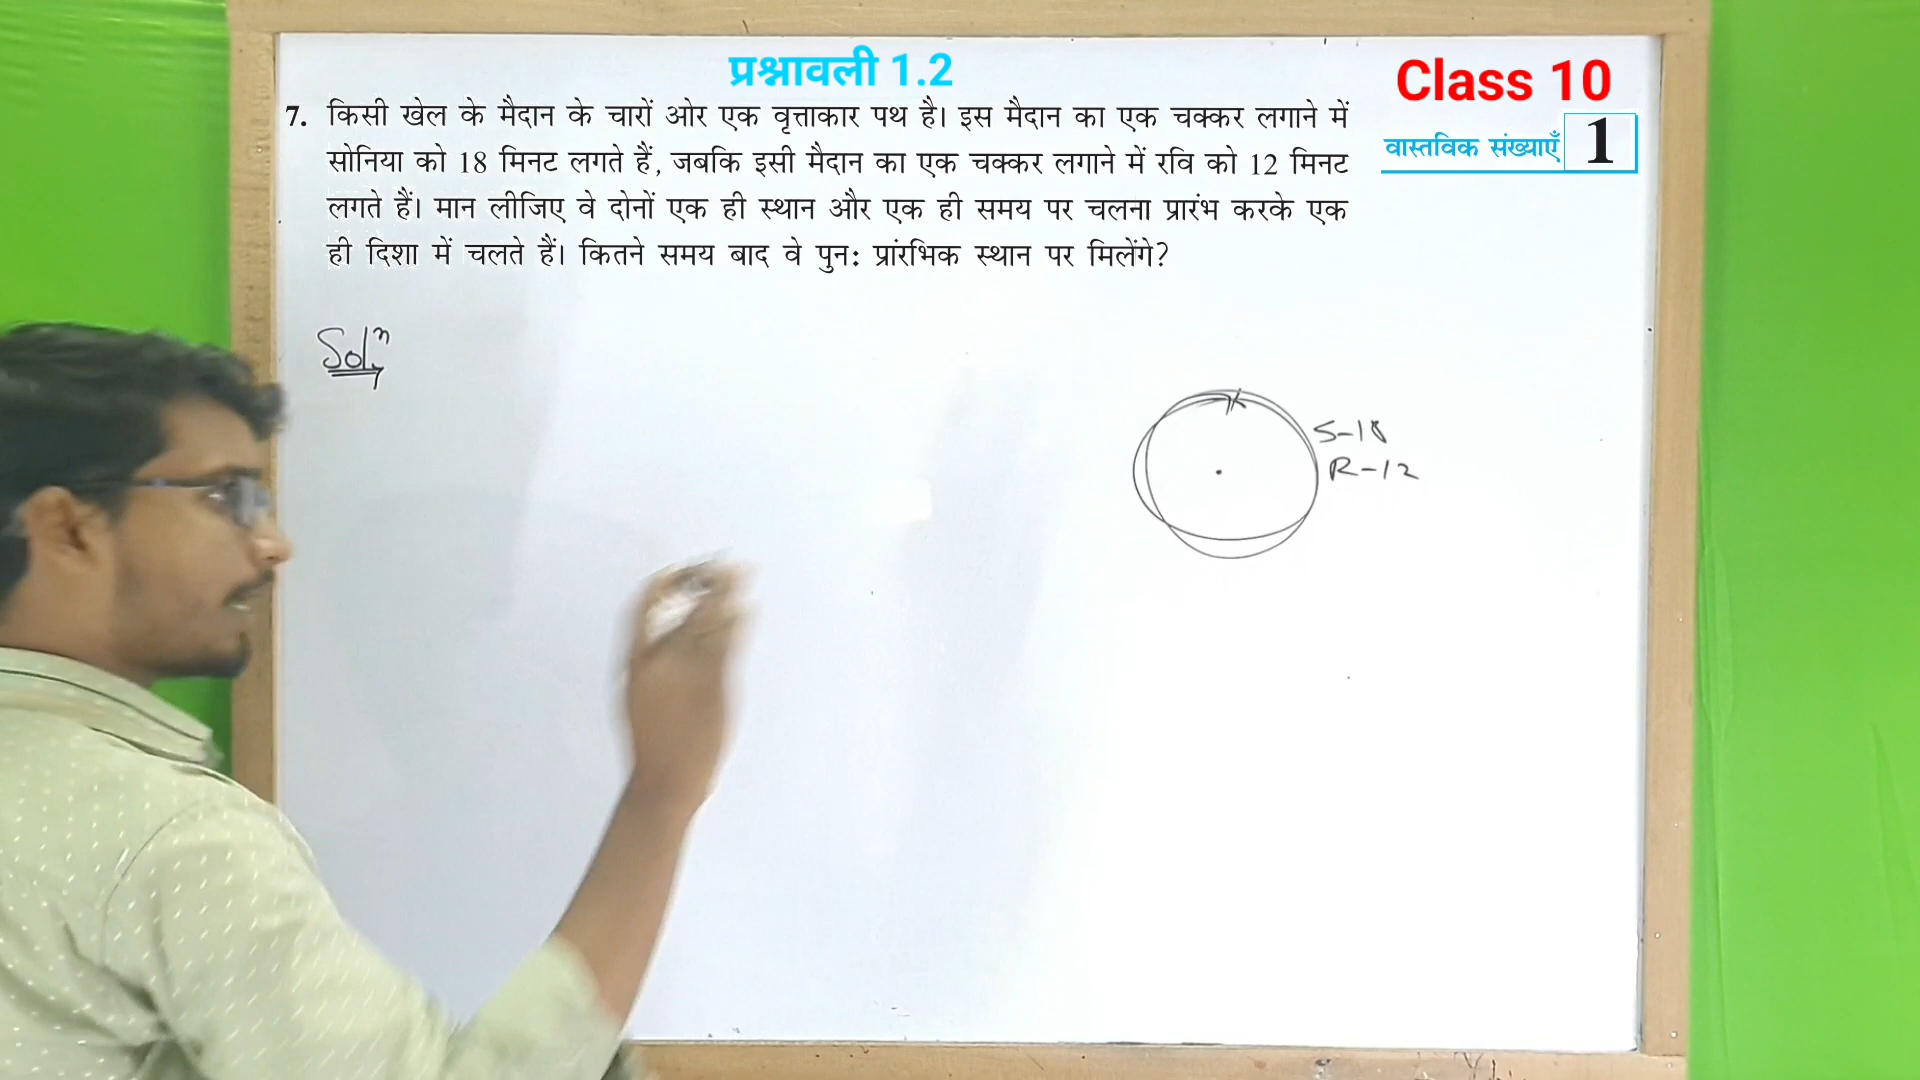 प्रश्नावली 1.2
Class 10
वास्तविक संख्याएँ 1
7. किसी खेल के मैदान के चारों ओर एक वृत्ताकार पथ है। इस मैदान का एक चक्कर लगाने में
सोनिया को 18 मिनट लगते हैं, जबकि इसी मैदान का एक चक्कर लगाने में रवि को 12 मिनट
लगते हैं। मान लीजिए वे दोनों एक ही स्थान और एक ही समय पर चलना प्रारंभ करके एक
ही दिशा में चलते हैं। कितने समय बाद वे पुनः प्रांरभिक स्थान पर मिलेंगे?
Solⁿ
S-18
R-12